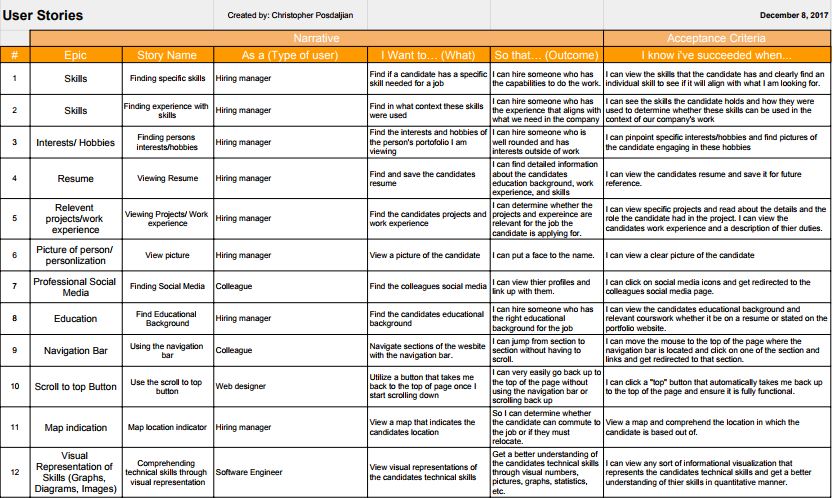 User Stories Created by: Christopher Posdaljian December 8, 2017
Narrative Acceptance Criteria
# Epic Story Name As a (Type of user) I Want to… (What) So that… (Outcome) I know i've succeeded when...
1 Skills Finding specific skills Hiring manager
Find if a candidate has a specific
skill needed for a job
I can hire someone who has
the capabilities to do the work.
I can view the skills that the candidate has and clearly find an
individual skill to see if it will align with what I am looking for.
2 Skills
Finding experience with
skills
Hiring manager
Find in what context these skills
were used
I can hire someone who has
the experience that aligns with
what we need in the company
I can see the skills the candidate holds and how they were
used to determine whether these skills can be used in the
context of our company's work
3 Interests/ Hobbies
Finding persons
interests/hobbies
Hiring manager
Find the interests and hobbies of
the person's portofolio I am
viewing
I can hire someone who is
well rounded and has
interests outside of work
I can pinpoint specific interests/hobbies and find pictures of
the candidate engaging in these hobbies
4 Resume Viewing Resume Hiring manager
Find and save the candidates
resume
I can find detailed information
about the candidates
education background, work
experience, and skills
I can view the candidates resume and save it for future
reference.
5
Relevent
projects/work
experience
Viewing Projects/ Work
experience
Hiring manager
Find the candidates projects and
work experience
I can determine whether the
projects and expereince are
relevant for the job the
candidate is applying for.
I can view specific projects and read about the details and the
role the candidate had in the project. I can view the
candidates work experience and a description of thier duties.
6
Picture of person/
personlization
View picture Hiring manager View a picture of the candidate I can put a face to the name. I can view a clear picture of the candidate
7
Professional Social
Media
Finding Social Media Colleague Find the colleagues social media
I can view thier profiles and
link up with them.
I can click on social media icons and get redirected to the
colleagues social media page.
8 Education
Find Educational
Background
Hiring manager
Find the candidates educational
background
I can hire someone who has
the right educational
background for the job
I can view the candidates educational background and
relevant courswork whether it be on a resume or stated on the
portfolio website.
9 Navigation Bar
Using the navigation
bar
Colleague
Navigate sections of the wesbite
with the navigation bar.
I can jump from section to
section without having to
scroll.
I can move the mouse to the top of the page where the
navigation bar is located and click on one of the section and
links and get redirected to that section.
10 Scroll to top Button
Use the scroll to top
button
Web designer
Utilize a button that takes me
back to the top of page once I
start scrolling down
I can very easily go back up to
the top of the page without
using the navigation bar or
scrolling back up
I can click a "top" button that automatically takes me back up
to the top of the page and ensure it is fully functional.
11 Map indication Map location indicator Hiring manager
View a map that indicates the
candidates location
So I can determine whether
the candidate can commute to
the job or if they must
relocate.
View a map and comprehend the location in which the
candidate is based out of.
12
Visual
Representation of
Skills (Graphs,
Diagrams, Images)
Comprehending
technical skills through
visual representation
Software Engineer
View visual representations of
the candidates technical skills
Get a better understanding of
the candidates technical skills
through visual numbers,
pictures, graphs, statistics,
etc.
I can view any sort of informational visualization that
represents the candidates technical skills and get a better
understanding of thier skills in quantitative manner.